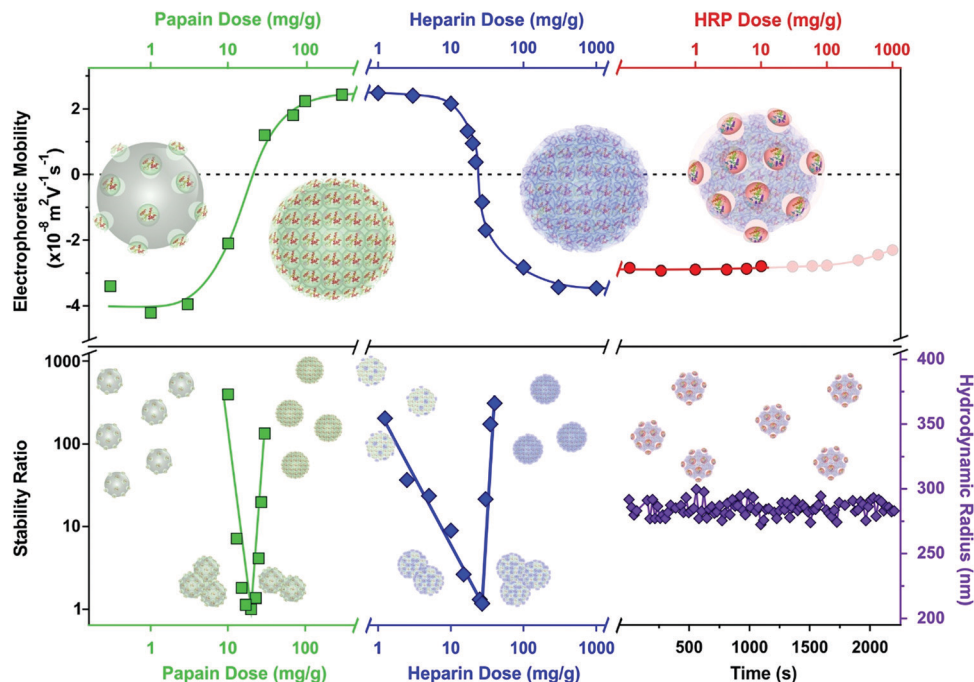 Papain Dose (mg/g)
Heparin Dose (mg/g)
HRP Dose (mg/g)
1 10 100
1 10 100 1000
1 10 100 1000
Electrophoretic Mobility
(x10⁻⁸ m² V⁻¹ s⁻¹)
2
0
-2
-4
Stability Ratio
1000
100
10
1
400
350
300
250
200
Hydrodynamic Radius
(nm)
1 10 100
1 10 100 1000
500 1000 1500 2000
Papain Dose (mg/g)
Heparin Dose (mg/g)
Time (s)